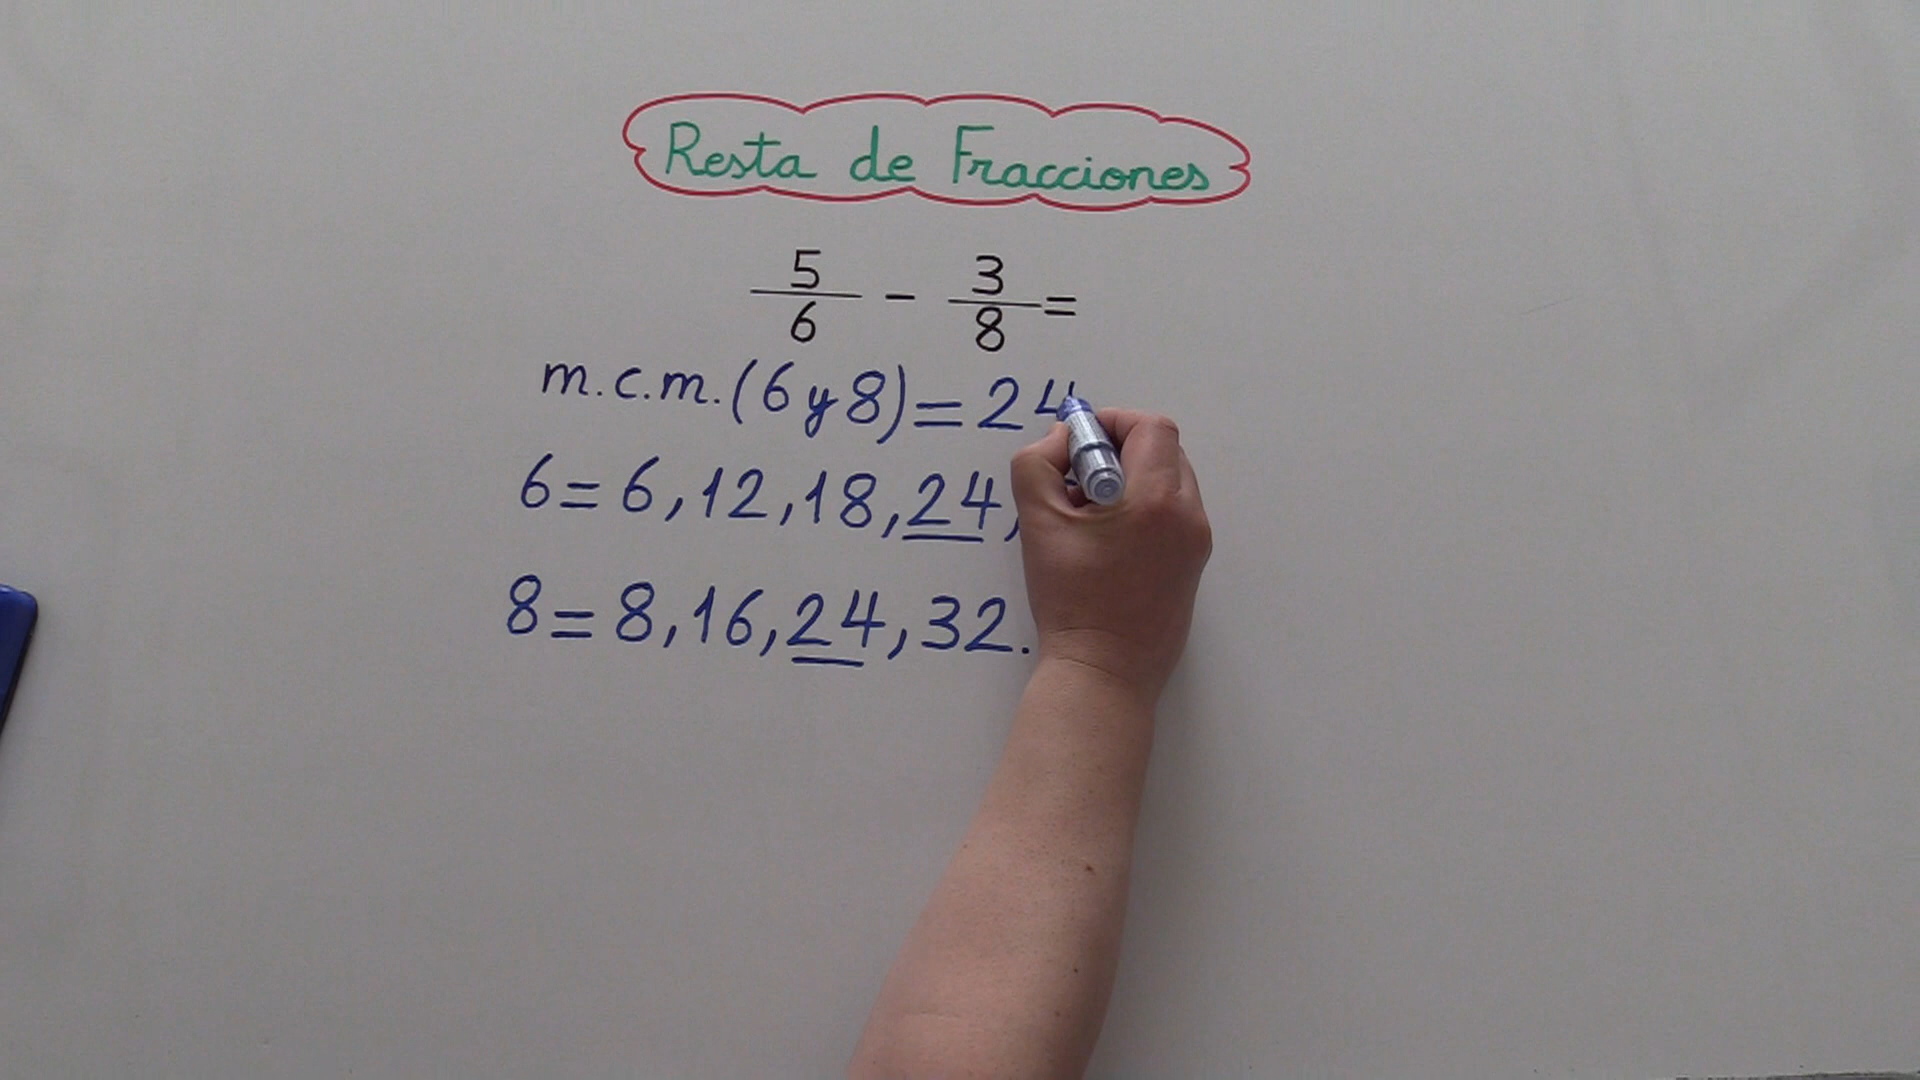 Resta de Fracciones
5/6 - 3/8 =
m.c.m. (6 y 8) = 24
6 = 6, 12, 18, 24,
8 = 8, 16, 24, 32.